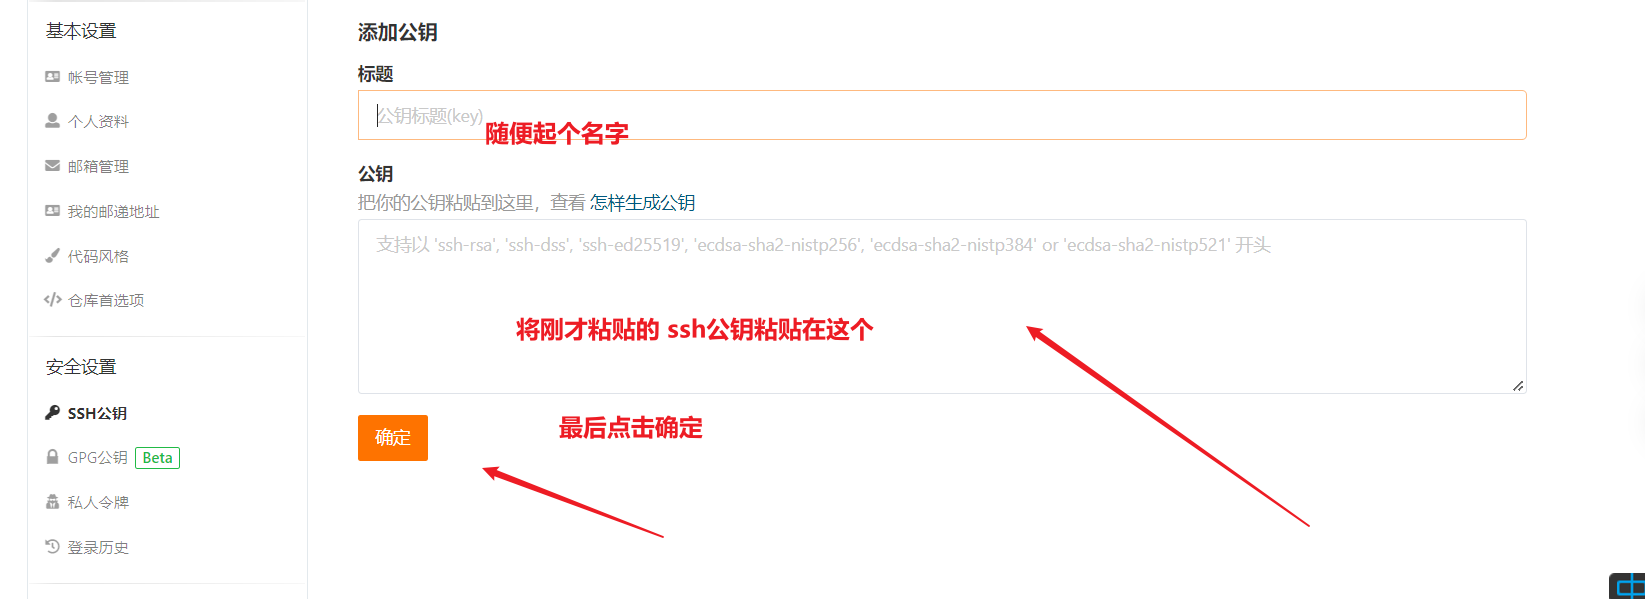 基本设置
帐号管理
个人资料
邮箱管理
我的邮递地址
代码风格
仓库首选项
安全设置
SSH公钥
GPG公钥 Beta
私人令牌
登录历史
添加公钥
标题
公钥标题(key)
随便起个名字
公钥
把你的公钥粘贴到这里，查看 怎样生成公钥
支持以 'ssh-rsa', 'ssh-dss', 'ssh-ed25519', 'ecdsa-sha2-nistp256', 'ecdsa-sha2-nistp384' or 'ecdsa-sha2-nistp521' 开头
将刚才粘贴的 ssh公钥粘贴在这个
确定
最后点击确定
中